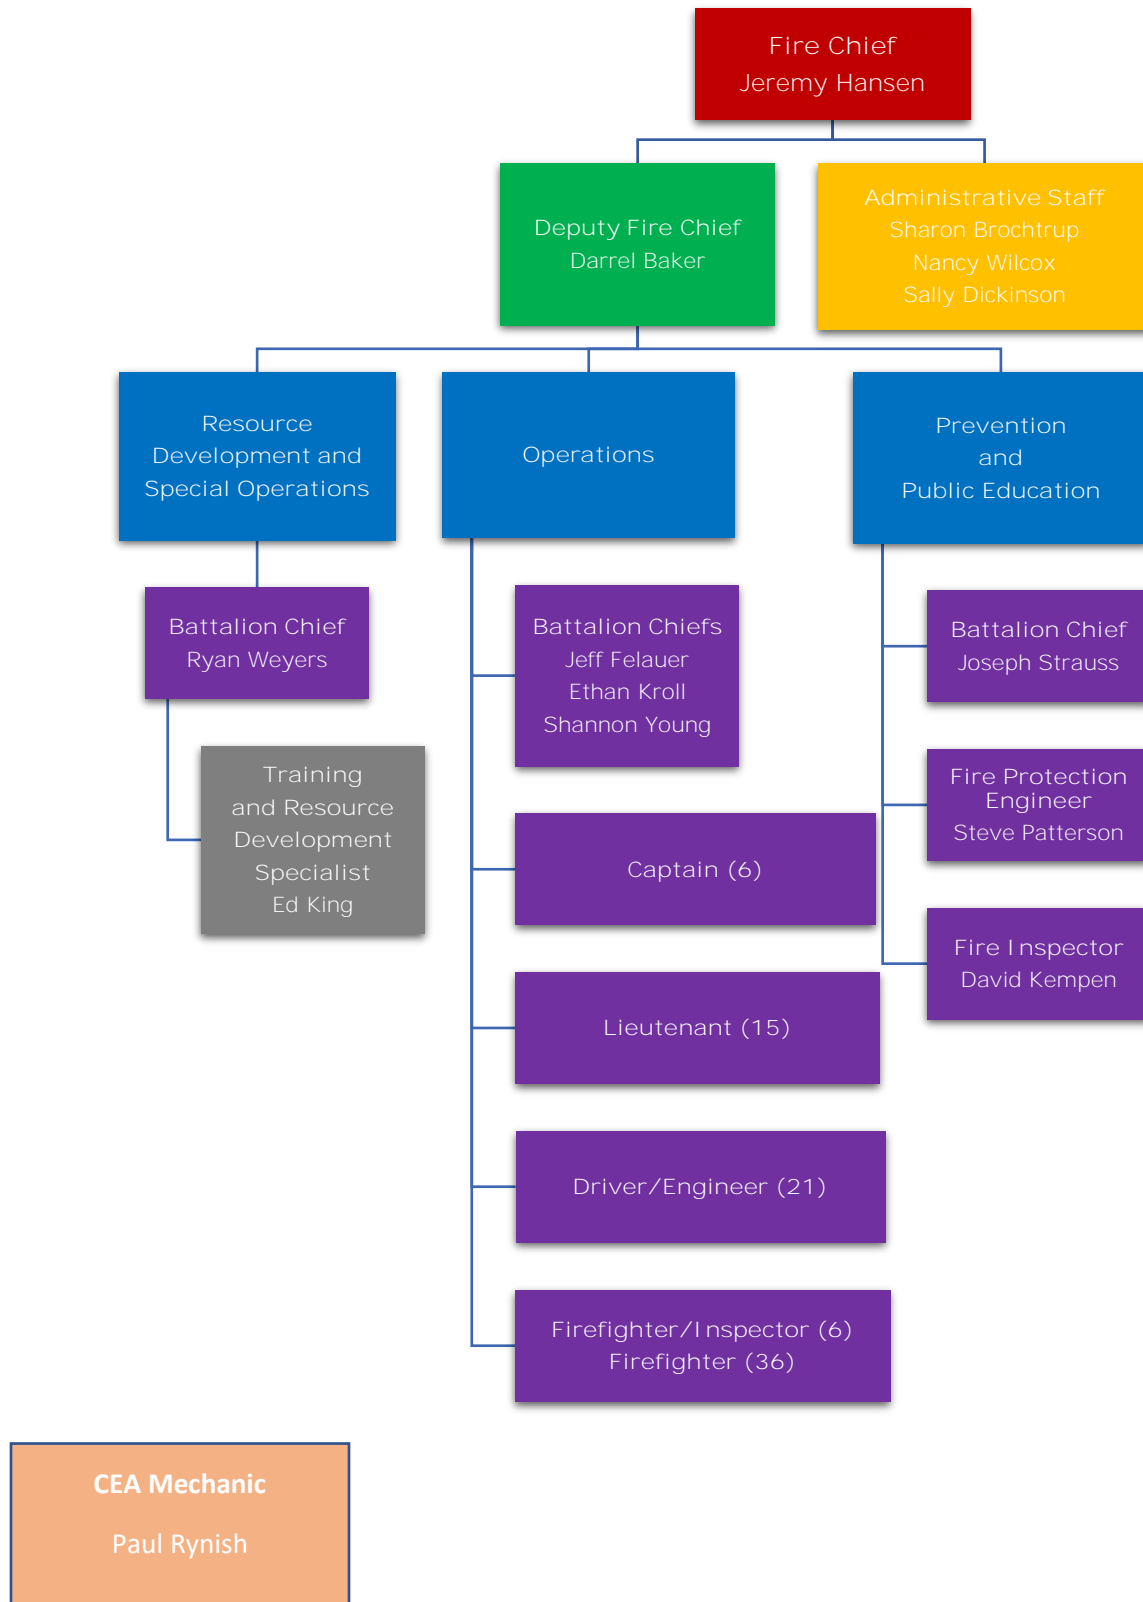 Fire Chief
Jeremy Hansen
Deputy Fire Chief
Darrel Baker
Administrative Staff
Sharon Brochtrup
Nancy Wilcox
Sally Dickinson
Resource
Development and
Special Operations
Operations
Prevention
and
Public Education
Battalion Chief
Ryan Weyers
Training
and Resource
Development
Specialist
Ed King
Battalion Chiefs
Jeff Felauer
Ethan Kroll
Shannon Young
Captain (6)
Lieutenant (15)
Driver/Engineer (21)
Firefighter/Inspector (6)
Firefighter (36)
Battalion Chief
Joseph Strauss
Fire Protection
Engineer
Steve Patterson
Fire Inspector
David Kempen
CEA Mechanic
Paul Rynish